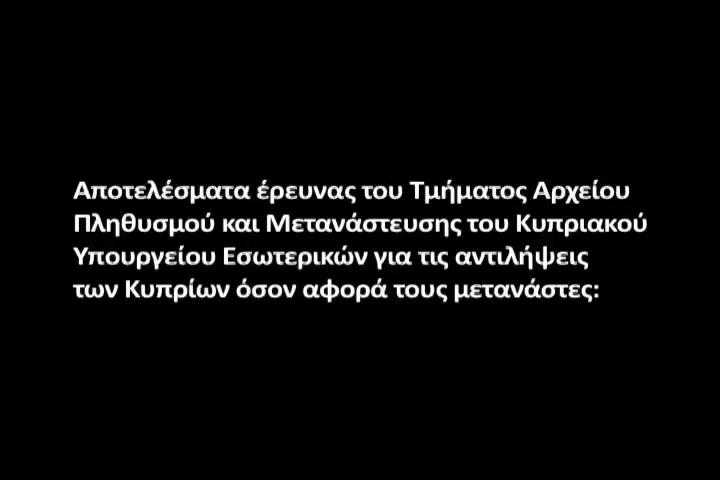 Αποτελέσματα έρευνας του Τμήματος Αρχείου
Πληθυσμού και Μετανάστευσης του Κυπριακού
Υπουργείου Εσωτερικών για τις αντιλήψεις
των Κυπρίων όσον αφορά τους μετανάστες: